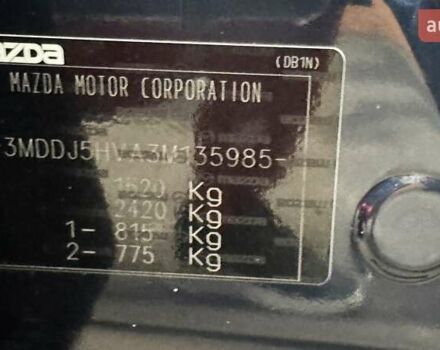 mazda
(DB1N)
MAZDA MOTOR CORPORATION
3MDDJ5HVA3M135985-
1620 Kg
2420 Kg
1- 815 Kg
2- 775 Kg